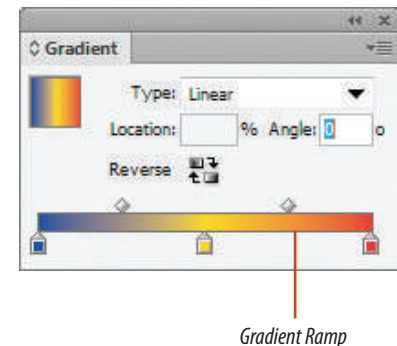 Gradient
Type: Linear
Location: % Angle: 0 o
Reverse
Gradient Ramp